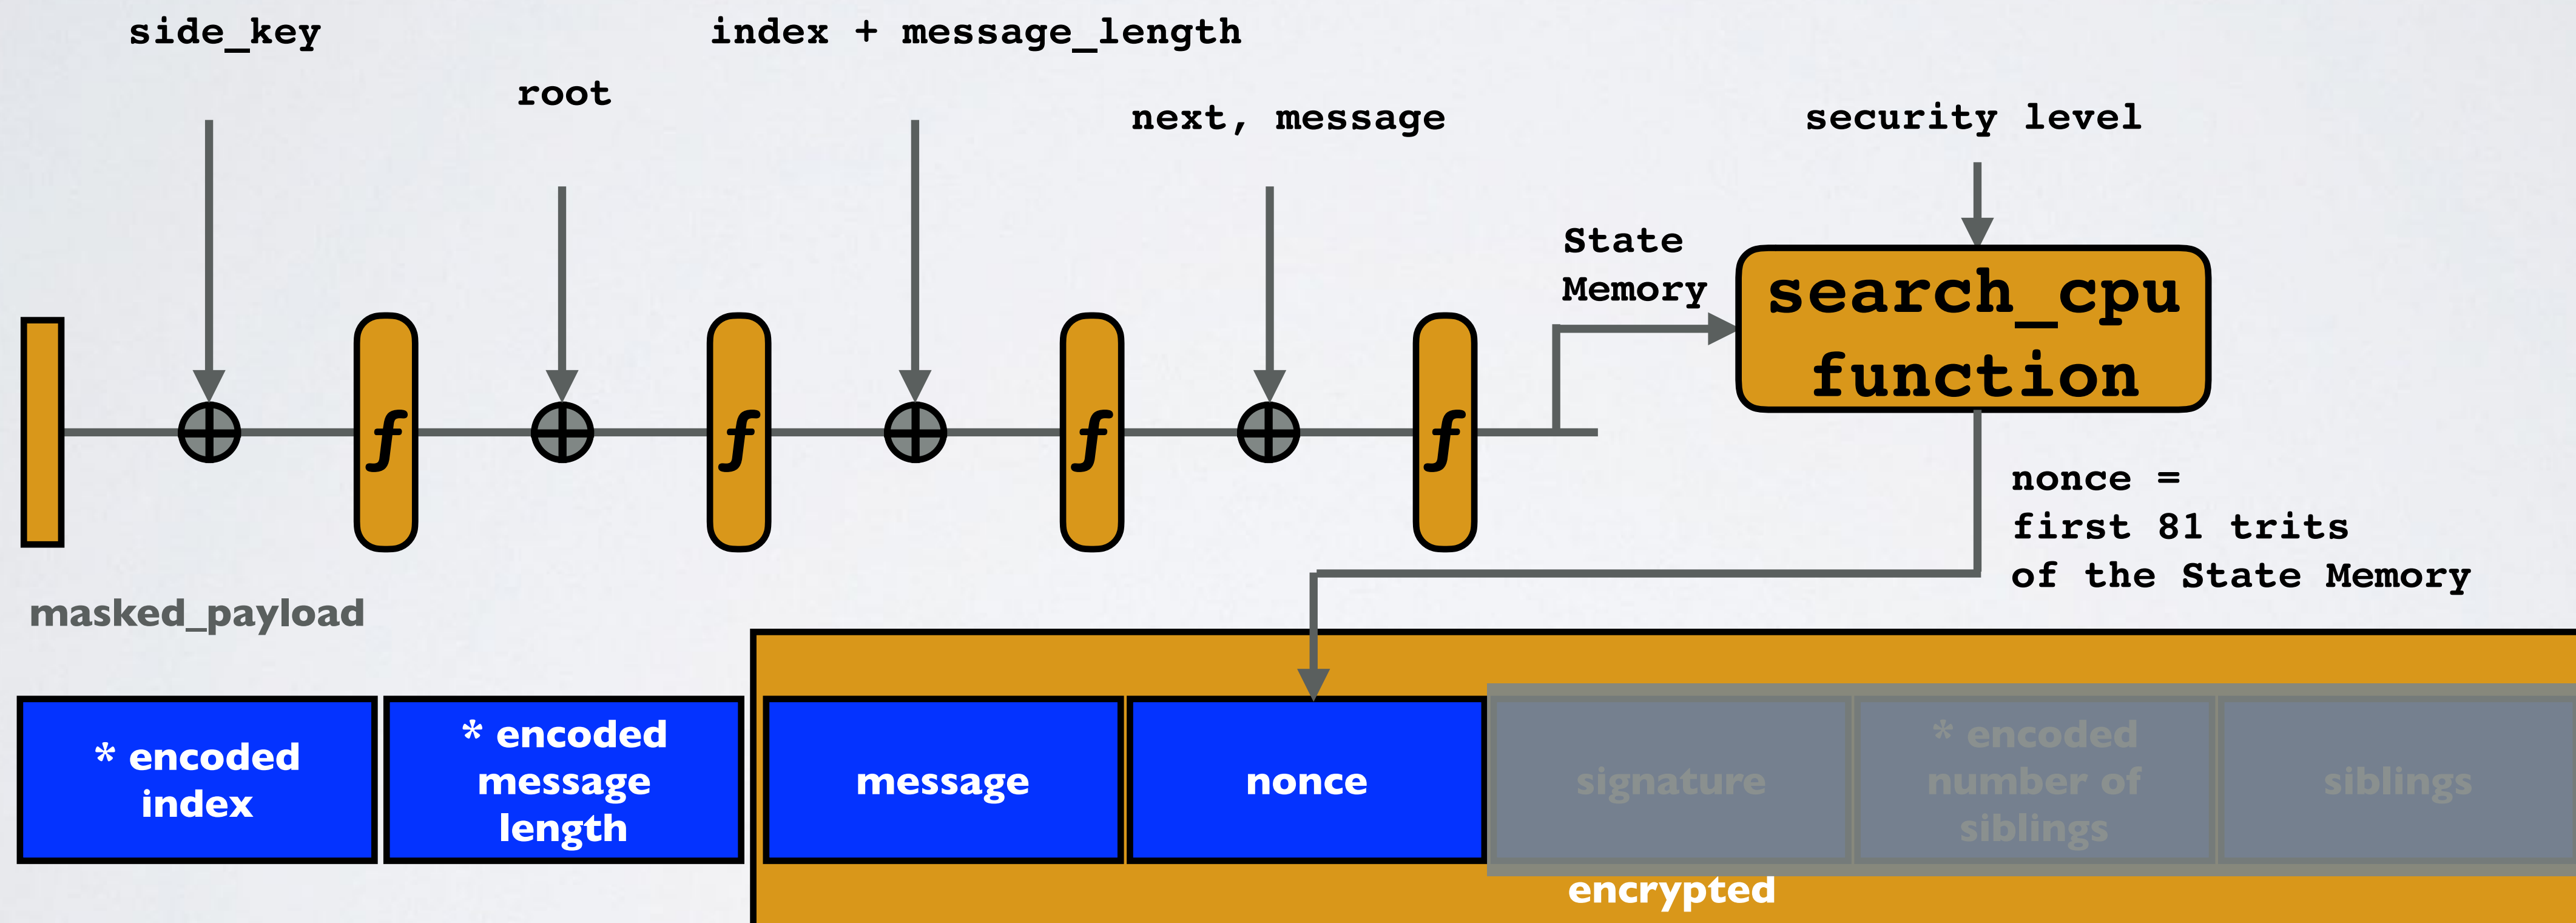 side_key
index + message_length
root
next, message
security level
State
Memory
search_cpu
function
f
f
f
f
nonce =
first 81 trits
of the State Memory
masked_payload
* encoded
index
* encoded
message
length
message
nonce
signature
* encoded
number of
siblings
siblings
encrypted